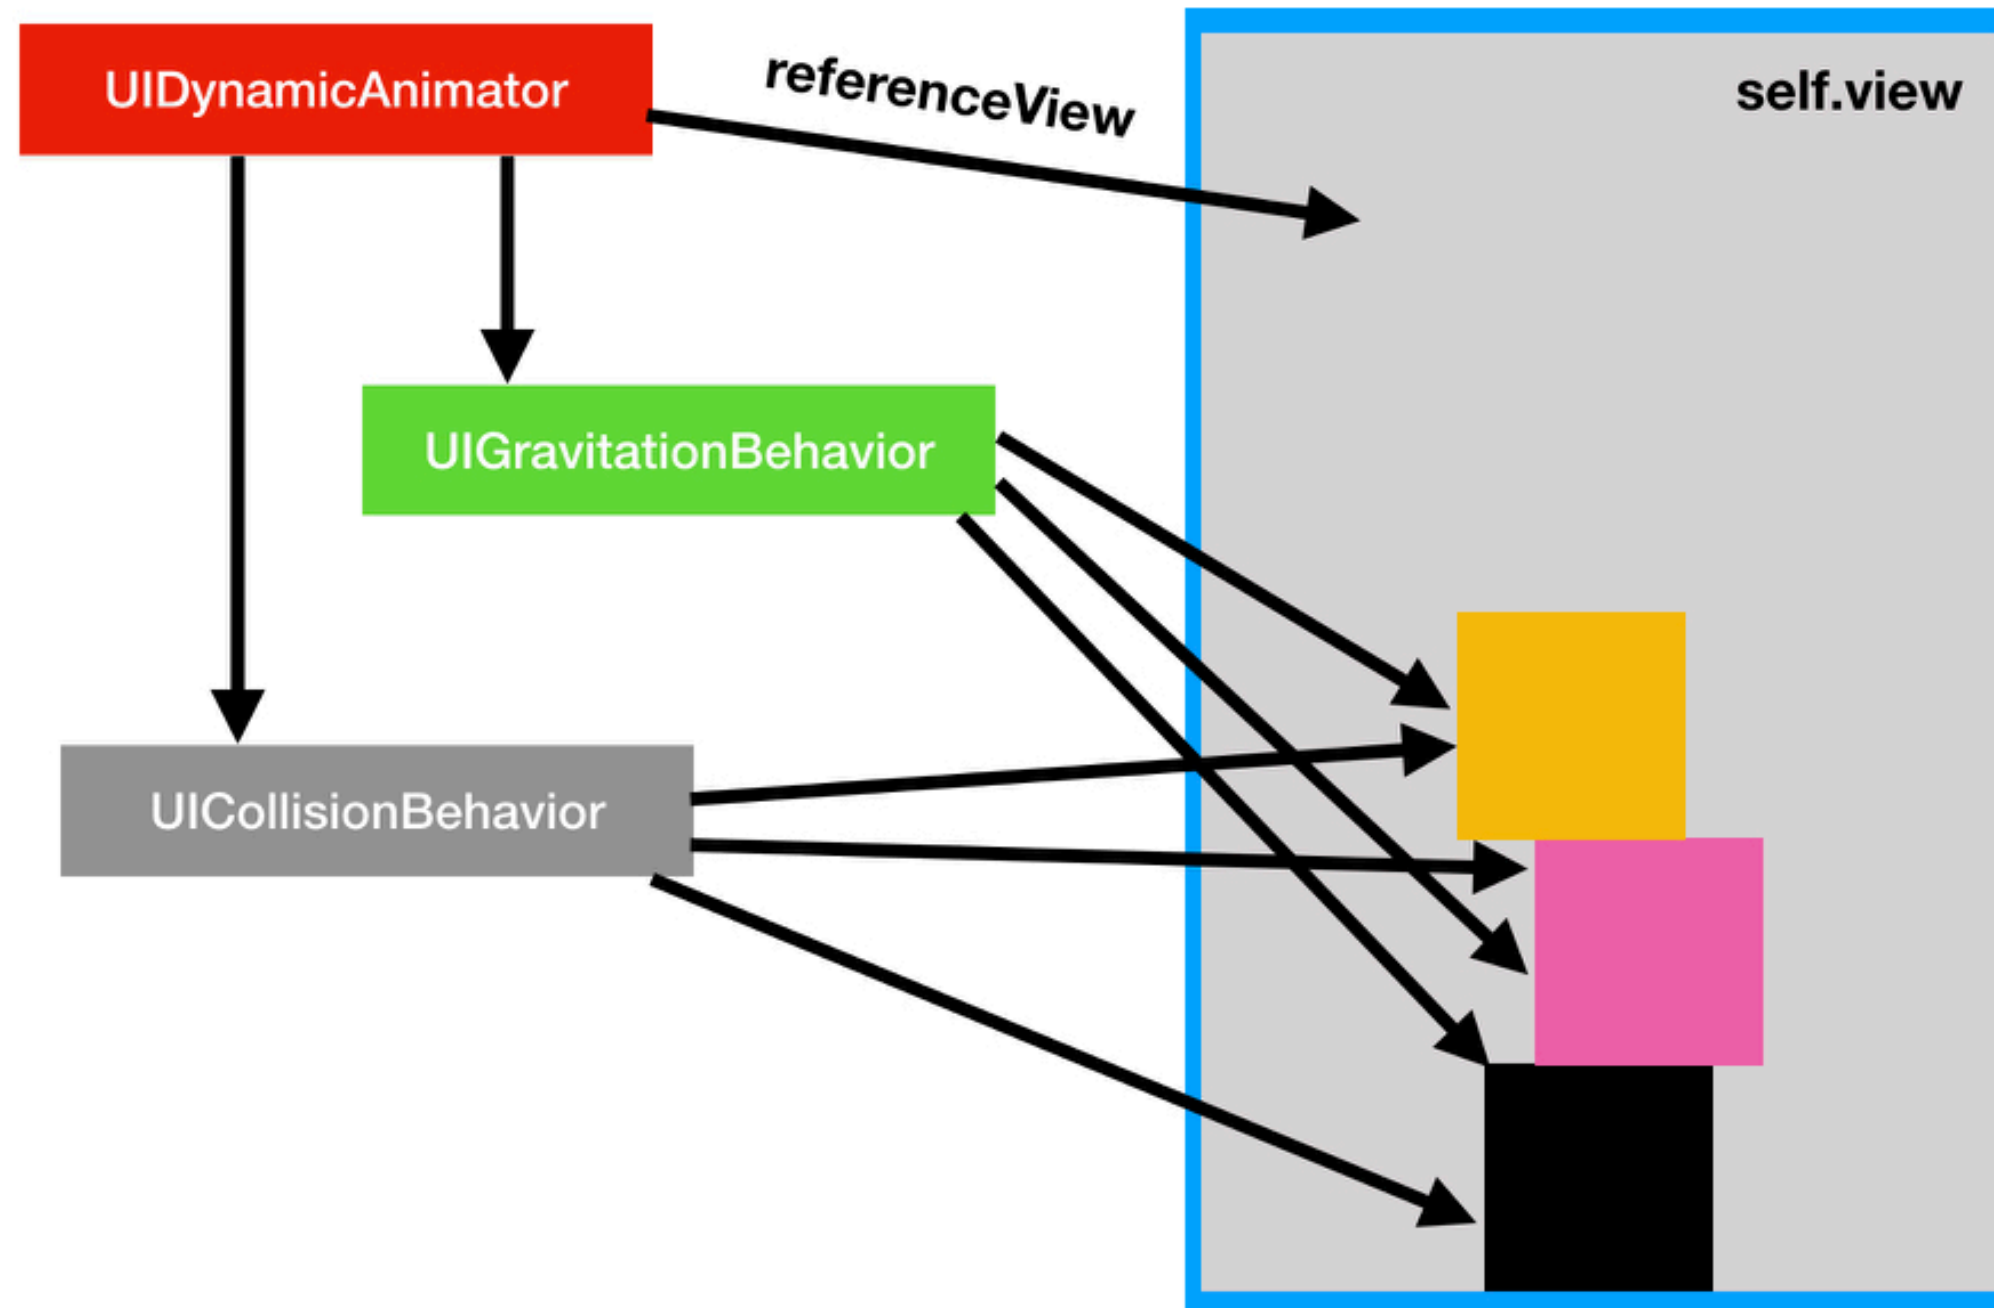 UIDynamicAnimator
referenceView
self.view
UIGravitationBehavior
UICollisionBehavior